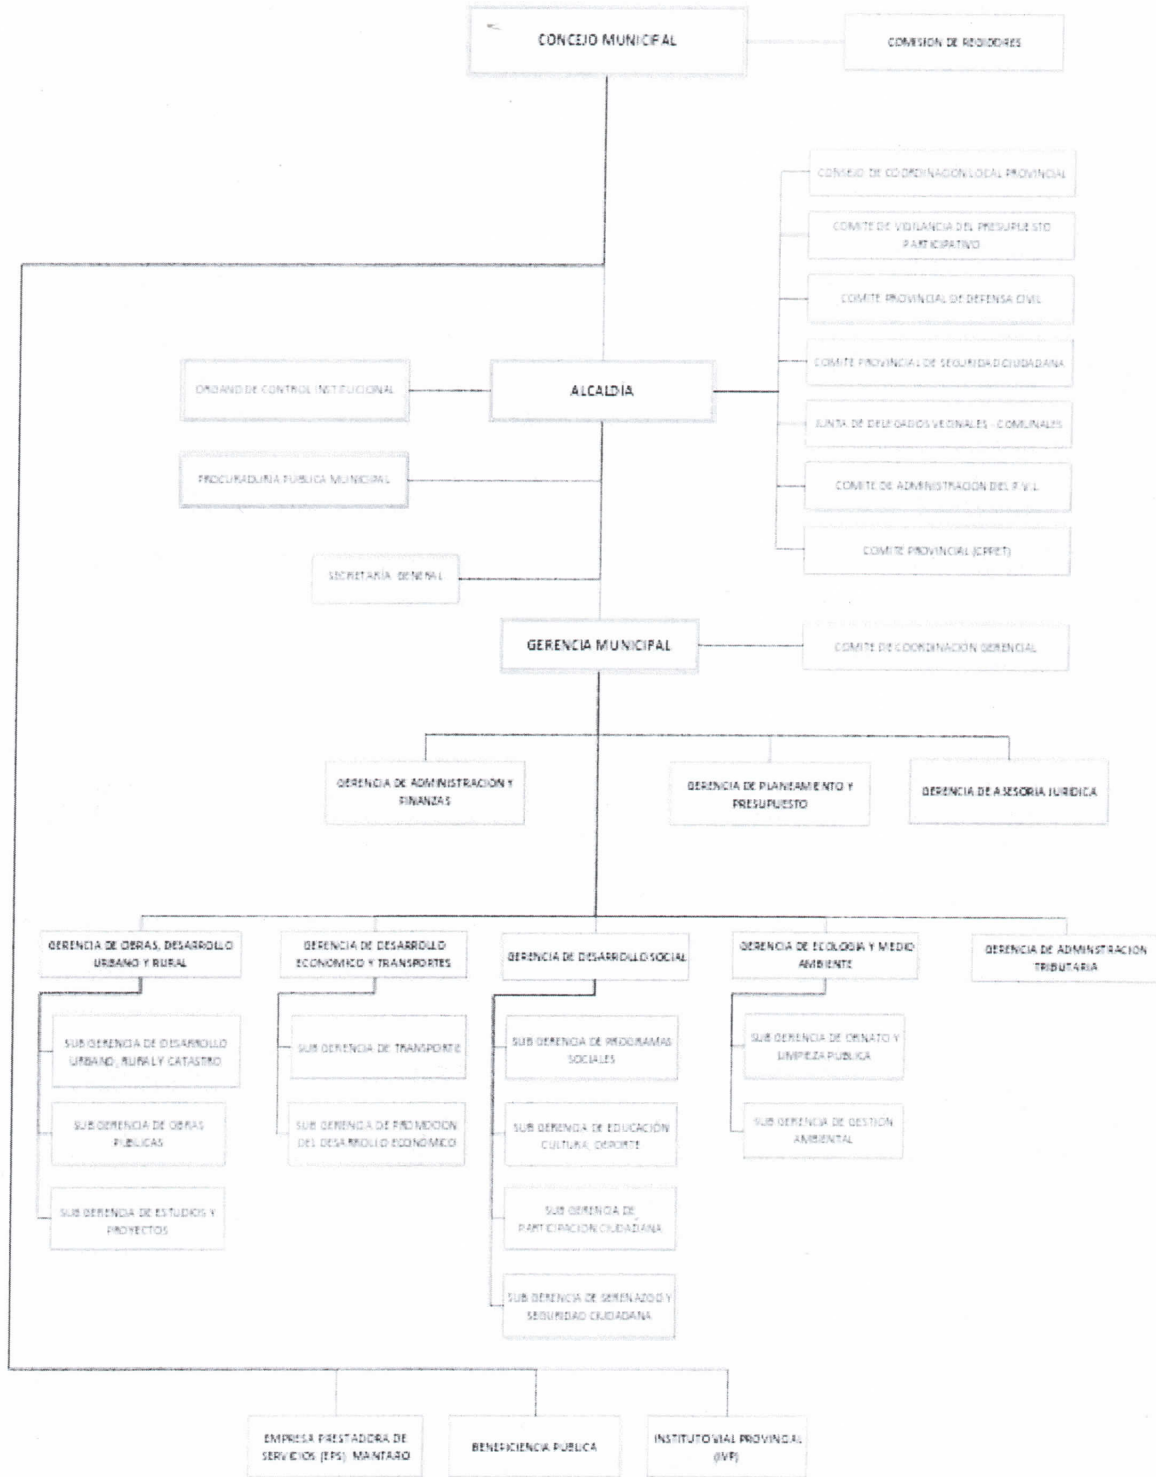 CONCEJO MUNICIPAL
COMISION DE REGIDORES
CONSEJO DE COORDINACION LOCAL PROVINCIAL
COMITE DE VIGILANCIA DEL PRESUPUESTO
PARTICIPATIVO
COMITE PROVINCIAL DE DEFENSA CIVIL
COMITE PROVINCIAL DE SEGURIDAD CIUDADANA
ORGANO DE CONTROL INSTITUCIONAL
ALCALDÍA
JUNTA DE DELEGADOS VECINALES - COMUNALES
PROCURADURIA PUBLICA MUNICIPAL
COMITE DE ADMINISTRACION DEL P.V.L.
COMITE PROVINCIAL (CPPET)
SECRETARÍA GENERAL
GERENCIA MUNICIPAL
COMITE DE COORDINACION GERENCIAL
GERENCIA DE ADMINISTRACION Y
FINANZAS
GERENCIA DE PLANEAMIENTO Y
PRESUPUESTO
GERENCIA DE ASESORIA JURIDICA
GERENCIA DE OBRAS, DESARROLLO
URBANO Y RURAL
GERENCIA DE DESARROLLO
ECONOMICO Y TRANSPORTES
GERENCIA DE DESARROLLO SOCIAL
GERENCIA DE ECOLOGIA Y MEDIO
AMBIENTE
GERENCIA DE ADMINSTRACION
TRIBUTARIA
SUB GERENCIA DE DESARROLLO
URBANO, RURAL Y CATASTRO
SUB GERENCIA DE TRANSPORTE
SUB GERENCIA DE PROGRAMAS
SOCIALES
SUB GERENCIA DE ORNATO Y
LIMPIEZA PUBLICA
SUB GERENCIA DE OBRAS
PUBLICAS
SUB GERENCIA DE PROMOCION
DEL DESARROLLO ECONOMICO
SUB GERENCIA DE EDUCACIÓN
CULTURA, DEPORTE
SUB GERENCIA DE GESTION
AMBIENTAL
SUB GERENCIA DE ESTUDIOS Y
PROYECTOS
SUB GERENCIA DE
PARTICIPACION CIUDADANA
SUB GERENCIA DE SERENAZGO Y
SEGURIDAD CIUDADANA
EMPRESA PRESTADORA DE
SERVICIOS (EPS) MANTARO
BENEFICIENCIA PUBLICA
INSTITUTO VIAL PROVINCIAL
(IVP)